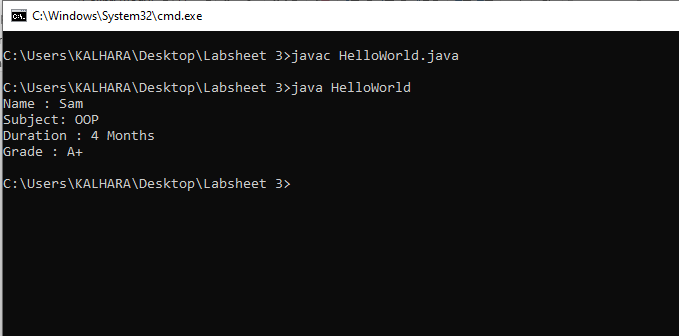 C:\Windows\System32\cmd.exe
C:\Users\KALHARA\Desktop\Labsheet 3>javac HelloWorld.java
C:\Users\KALHARA\Desktop\Labsheet 3>java HelloWorld
Name : Sam
Subject: OOP
Duration : 4 Months
Grade : A+
C:\Users\KALHARA\Desktop\Labsheet 3>